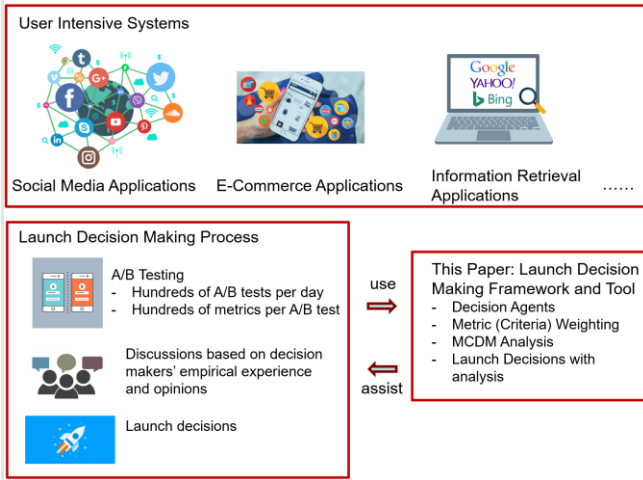 User Intensive Systems
Google
YAHOO!
Bing
Social Media Applications
E-Commerce Applications
Information Retrieval
Applications
......
Launch Decision Making Process
A/B Testing
- Hundreds of A/B tests per day
- Hundreds of metrics per A/B test
Discussions based on decision
makers' empirical experience
and opinions
Launch decisions
use
assist
This Paper: Launch Decision
Making Framework and Tool
- Decision Agents
- Metric (Criteria) Weighting
- MCDM Analysis
- Launch Decisions with
analysis